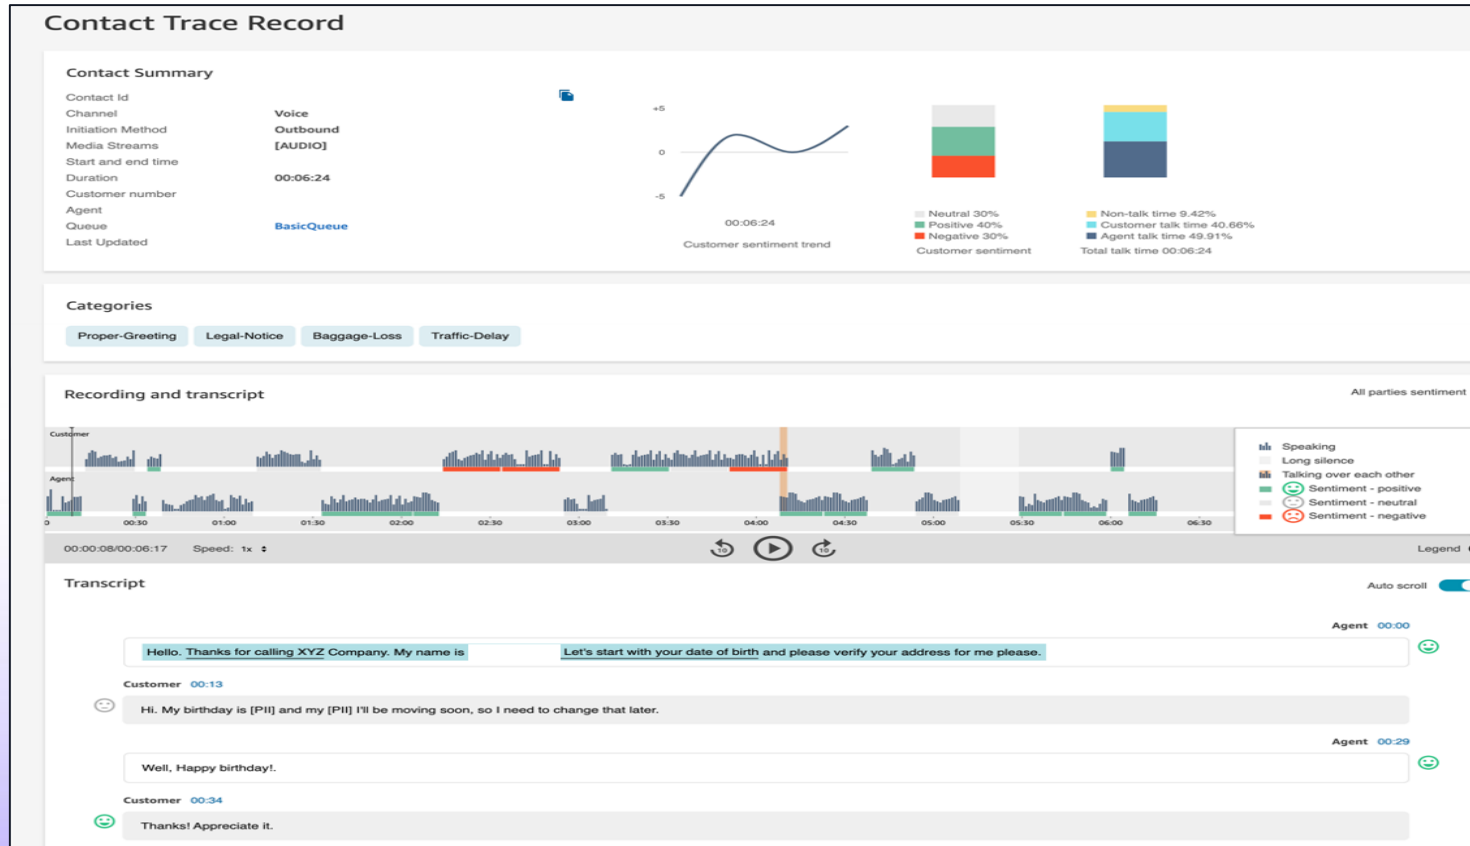 Contact Trace Record
Contact Summary
Contact Id
Channel Voice
Initiation Method Outbound
Media Streams [AUDIO]
Start and end time
Duration 00:06:24
Customer number
Agent
Queue BasicQueue
Last Updated
+5
0
-5
00:06:24
Customer sentiment trend
Neutral 30%
Positive 40%
Negative 30%
Customer sentiment
Non-talk time 9.42%
Customer talk time 40.66%
Agent talk time 49.91%
Total talk time 00:06:24
Categories
Proper-Greeting Legal-Notice Baggage-Loss Traffic-Delay
Recording and transcript
All parties sentiment
Customer
Agent
0 00:30 01:00 01:30 02:00 02:30 03:00 03:30 04:00 04:30 05:00 05:30 06:00 06:30
Speaking
Long silence
Talking over each other
Sentiment - positive
Sentiment - neutral
Sentiment - negative
00:00:08/00:06:17 Speed: 1x
10 10
Legend
Transcript
Auto scroll
Agent 00:00
Hello. Thanks for calling XYZ Company. My name is Let's start with your date of birth and please verify your address for me please.
Customer 00:13
Hi. My birthday is [PII] and my [PII] I'll be moving soon, so I need to change that later.
Agent 00:29
Well, Happy birthday!.
Customer 00:34
Thanks! Appreciate it.